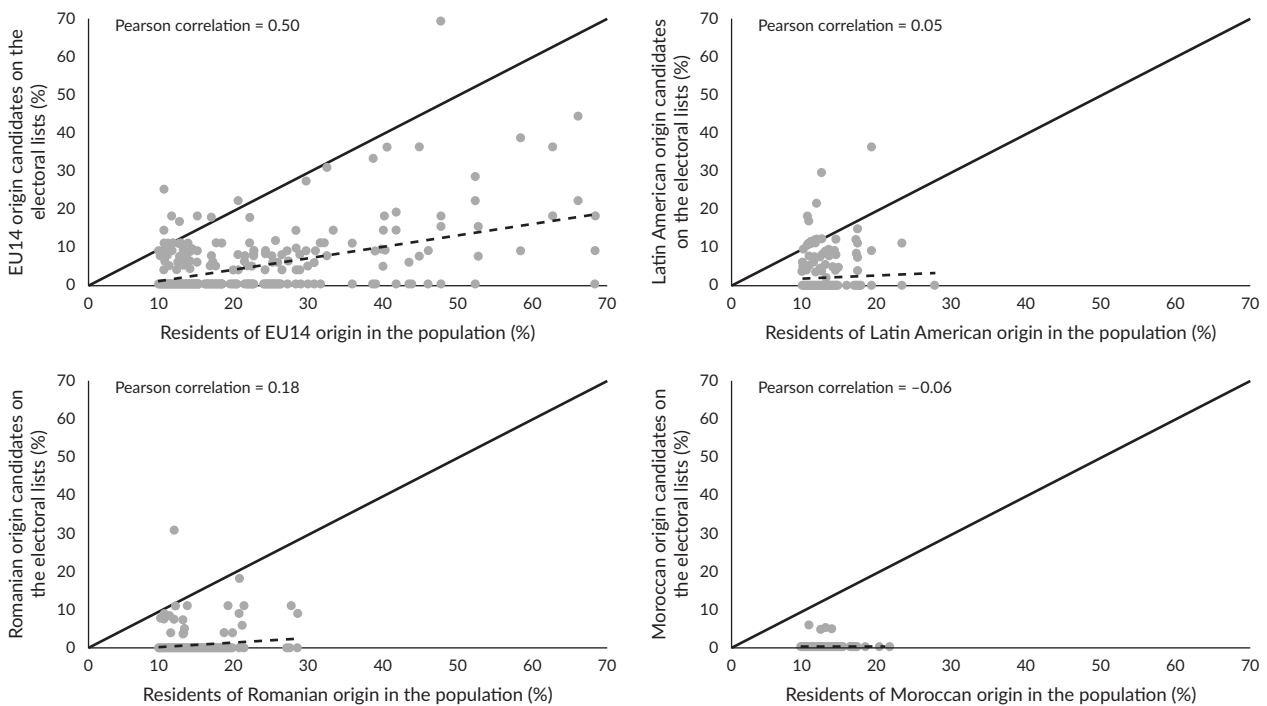 EU14 origin candidates on the
electoral lists (%)
70
60
50
40
30
20
10
0
Pearson correlation = 0.50
0 10 20 30 40 50 60 70
Residents of EU14 origin in the population (%)
Latin American origin candidates
on the electoral lists (%)
70
60
50
40
30
20
10
0
Pearson correlation = 0.05
0 10 20 30 40 50 60 70
Residents of Latin American origin in the population (%)
Romanian origin candidates on
the electoral lists (%)
70
60
50
40
30
20
10
0
Pearson correlation = 0.18
0 10 20 30 40 50 60 70
Residents of Romanian origin in the population (%)
Moroccan origin candidates on
the electoral lists (%)
70
60
50
40
30
20
10
0
Pearson correlation = –0.06
0 10 20 30 40 50 60 70
Residents of Moroccan origin in the population (%)